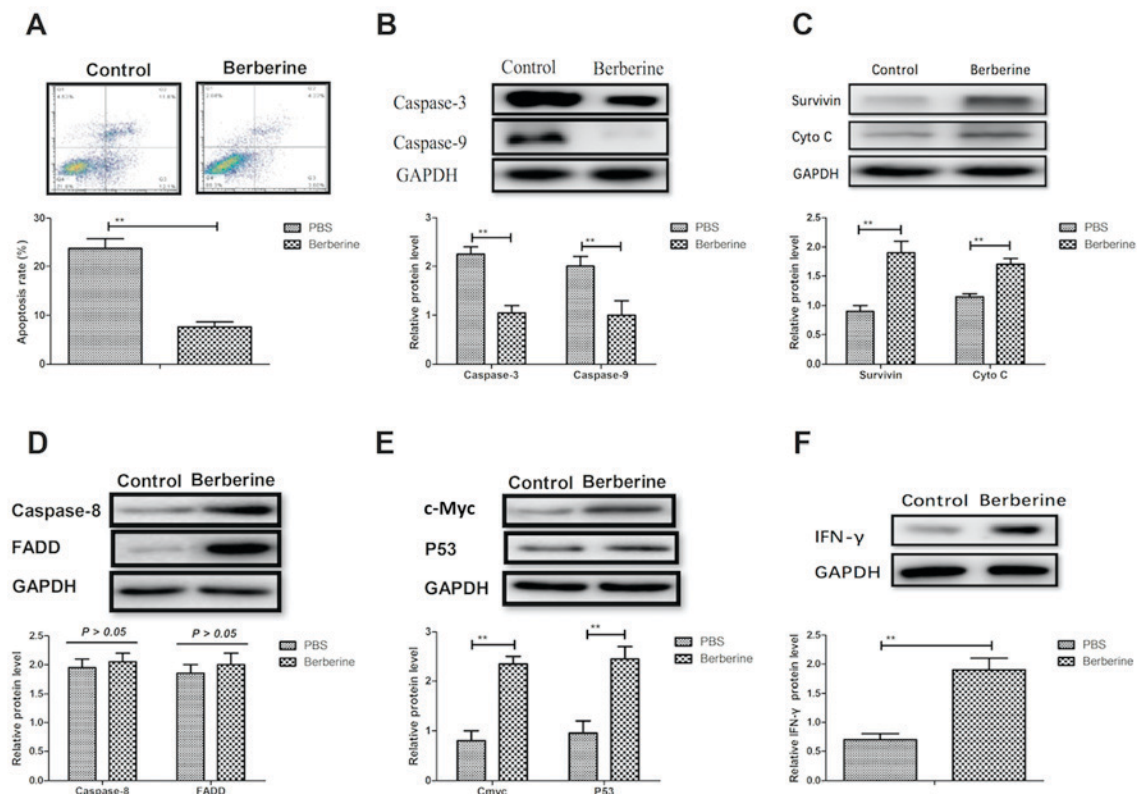 A
Control Berberine
30
20
10
0
Apoptosis rate (%)
**
PBS
Berberine
B
Control Berberine
Caspase-3
Caspase-9
GAPDH
3
2
1
0
Relative protein level
** **
PBS
Berberine
Caspase-3 Caspase-9
C
Control Berberine
Survivin
Cyto C
GAPDH
2.5
2.0
1.5
1.0
0.5
0.0
Relative protein level
** **
PBS
Berberine
Survivin Cyto C
D
Control Berberine
Caspase-8
FADD
GAPDH
2.5
2.0
1.5
1.0
0.5
0.0
Relative protein level
P > 0.05 P > 0.05
PBS
Berberine
Caspase-8 FADD
E
Control Berberine
c-Myc
P53
GAPDH
3
2
1
0
Relative protein level
** **
PBS
Berberine
Cmyc P53
F
Control Berberine
IFN-γ
GAPDH
2.5
2.0
1.5
1.0
0.5
0.0
Relative IFN-γ protein level
**
PBS
Berberine